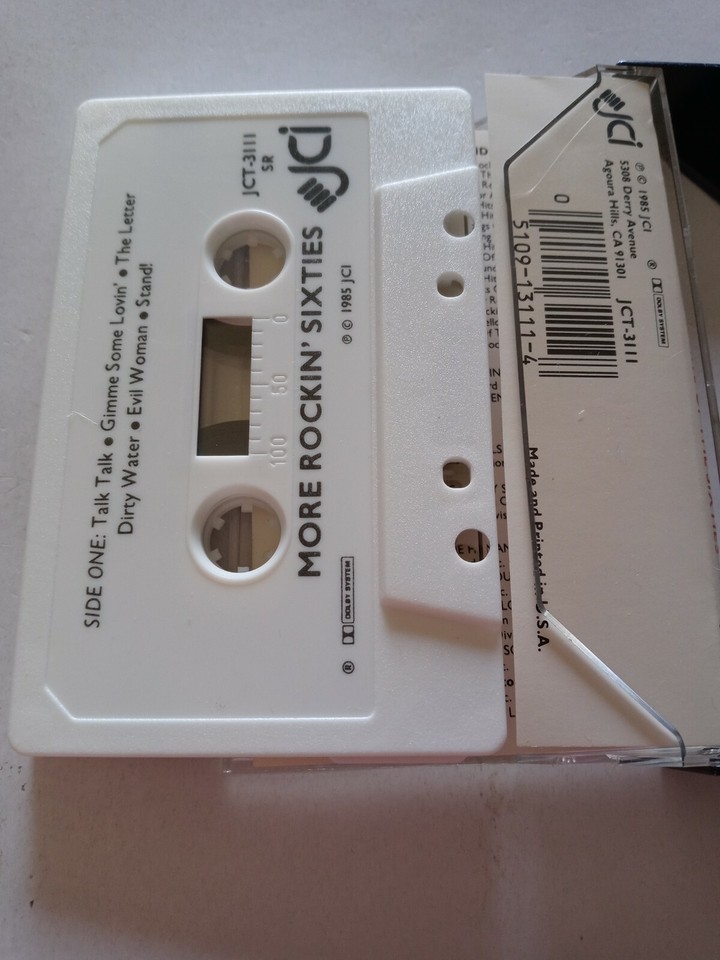 SIDE ONE: Talk Talk • Gimme Some Lovin' • The Letter
Dirty Water • Evil Woman • Stand!
JCT-3111
SR
JCi
0 50 100
MORE ROCKIN' SIXTIES
℗ © 1985 JCI
® DOLBY SYSTEM
JCi
℗ © 1985 JCI
5308 Derry Avenue
Agoura Hills, CA 91301
® DOLBY SYSTEM
JCT-3111
0
5109-13111-4
Made and Printed in U.S.A.